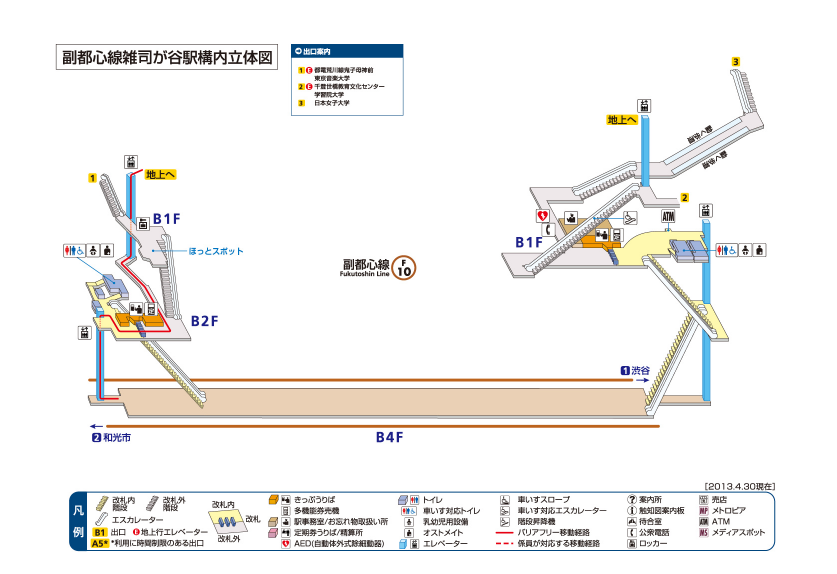 副都心線雑司が谷駅構内立体図
出口案内
1 E 都電荒川線鬼子母神前
東京音楽大学
2 E 千登世橋教育文化センター
学習院大学
3 日本女子大学
3
地上へ
副都心線
副都心線
1
地上へ
B1F
ほっとスポット
2
ATM
B1F
副都心線
Fukutoshin Line
F
10
B2F
1 渋谷
2 和光市
B4F
[2013.4.30現在]
凡例
改札内
階段
改札外
階段
エスカレーター
B1 出口 E 地上行エレベーター
A5* *利用に時間制限のある出口
改札内
改札
改札外
きっぷうりば
多機能券売機
駅事務室/お忘れ物取扱い所
定期券うりば/精算所
AED(自動体外式除細動器)
トイレ
車いす対応トイレ
乳幼児用設備
オストメイト
エレベーター
車いすスロープ
車いす対応エスカレーター
階段昇降機
バリアフリー移動経路
係員が対応する移動経路
? 案内所
i 触知図案内板
待合室
公衆電話
ロッカー
売店
MP メトロピア
ATM ATM
MS メディアスポット